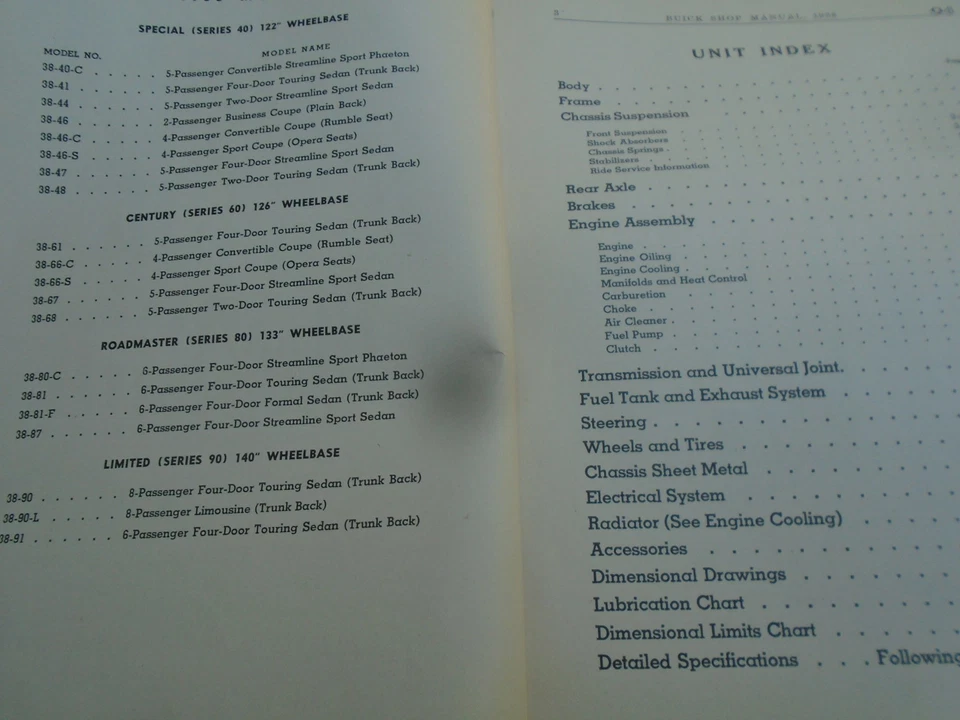 SPECIAL (SERIES 40) 122" WHEELBASE
MODEL NO. MODEL NAME
38-40-C . . . . . 5-Passenger Convertible Streamline Sport Phaeton
38-41 . . . . . . 5-Passenger Four-Door Touring Sedan (Trunk Back)
38-44 . . . . . . 5-Passenger Two-Door Streamline Sport Sedan
38-46 . . . . . . 2-Passenger Business Coupe (Plain Back)
38-46-C . . . . . 4-Passenger Convertible Coupe (Rumble Seat)
38-46-S . . . . . 4-Passenger Sport Coupe (Opera Seats)
38-47 . . . . . . 5-Passenger Four-Door Streamline Sport Sedan
38-48 . . . . . . 5-Passenger Two-Door Touring Sedan (Trunk Back)
CENTURY (SERIES 60) 126" WHEELBASE
38-61 . . . . . . 5-Passenger Four-Door Touring Sedan (Trunk Back)
38-66-C . . . . . 4-Passenger Convertible Coupe (Rumble Seat)
38-66-S . . . . . 4-Passenger Sport Coupe (Opera Seats)
38-67 . . . . . . 5-Passenger Four-Door Streamline Sport Sedan
38-68 . . . . . . 5-Passenger Two-Door Touring Sedan (Trunk Back)
ROADMASTER (SERIES 80) 133" WHEELBASE
38-80-C . . . . . 6-Passenger Four-Door Streamline Sport Phaeton
38-81 . . . . . . 6-Passenger Four-Door Touring Sedan (Trunk Back)
38-81-F . . . . . 6-Passenger Four-Door Formal Sedan (Trunk Back)
38-87 . . . . . . 6-Passenger Four-Door Streamline Sport Sedan
LIMITED (SERIES 90) 140" WHEELBASE
38-90 . . . . . . 8-Passenger Four-Door Touring Sedan (Trunk Back)
38-90-L . . . . . 8-Passenger Limousine (Trunk Back)
38-91 . . . . . . 6-Passenger Four-Door Touring Sedan (Trunk Back)
BUICK SHOP MANUAL,
UNIT INDEX
Body
Frame
Chassis Suspension
Front Suspension
Shock Absorbers
Chassis Springs
Stabilizers
Ride Service Information
Rear Axle
Brakes
Engine Assembly
Engine
Engine Oiling
Engine Cooling
Manifolds and Heat Control
Carburetion
Choke
Air Cleaner
Fuel Pump
Clutch
Transmission and Universal Joint
Fuel Tank and Exhaust System
Steering
Wheels and Tires
Chassis Sheet Metal
Electrical System
Radiator (See Engine Cooling)
Accessories
Dimensional Drawings
Lubrication Chart
Dimensional Limits Chart
Detailed Specifications . . . Following